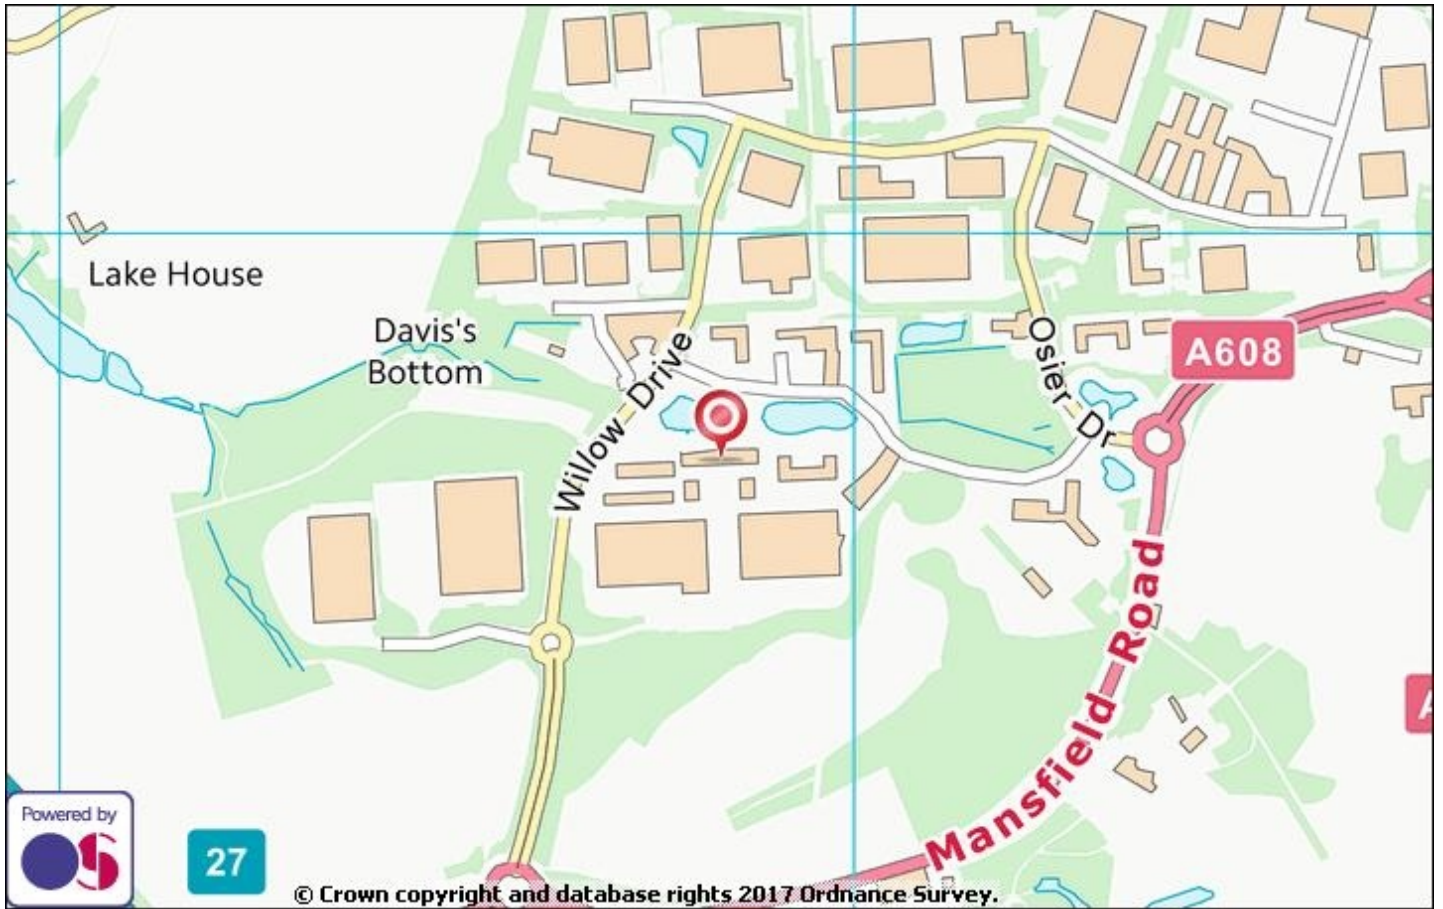 Lake House
Davis's
Bottom
Willow Drive
Osier Dr
A608
Mansfield Road
Powered by
OS
27
© Crown copyright and database rights 2017 Ordnance Survey.